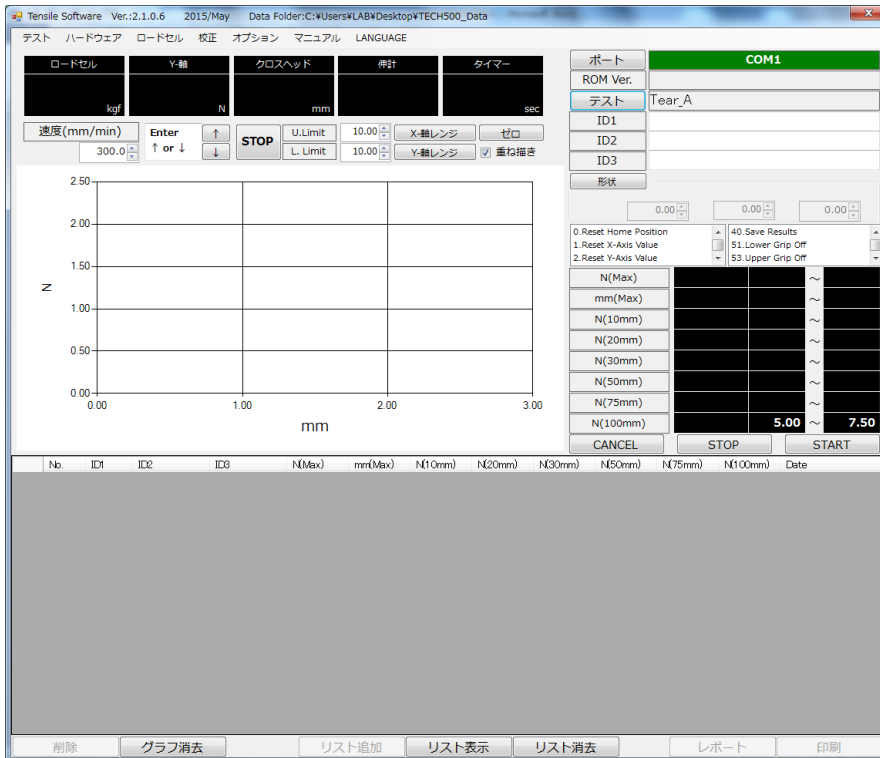 Tensile Software Ver.:2.1.0.6 2015/May Data Folder:C:¥Users¥LAB¥Desktop¥TECH500_Data
テスト ハードウェア ロードセル 校正 オプション マニュアル LANGUAGE
ロードセル Y-軸 クロスヘッド 伸計 タイマー
kgf N mm sec
速度(mm/min) Enter ↑ STOP U.Limit 10.00 X-軸レンジ ゼロ
300.0 ↑ or ↓ ↓ L. Limit 10.00 Y-軸レンジ 重ね描き
2.50
2.00
1.50
N
1.00
0.50
0.00
0.00 1.00 2.00 3.00
mm
ポート COM1
ROM Ver.
テスト Tear_A
ID1
ID2
ID3
形状
0.00 0.00 0.00
0.Reset Home Position 40.Save Results
1.Reset X-Axis Value 51.Lower Grip Off
2.Reset Y-Axis Value 53.Upper Grip Off
N(Max) ～
mm(Max) ～
N(10mm) ～
N(20mm) ～
N(30mm) ～
N(50mm) ～
N(75mm) ～
N(100mm) 5.00 ～ 7.50
CANCEL STOP START
No. ID1 ID2 ID3 N(Max) mm(Max) N(10mm) N(20mm) N(30mm) N(50mm) N(75mm) N(100mm) Date
削除 グラフ消去 リスト追加 リスト表示 リスト消去 レポート 印刷